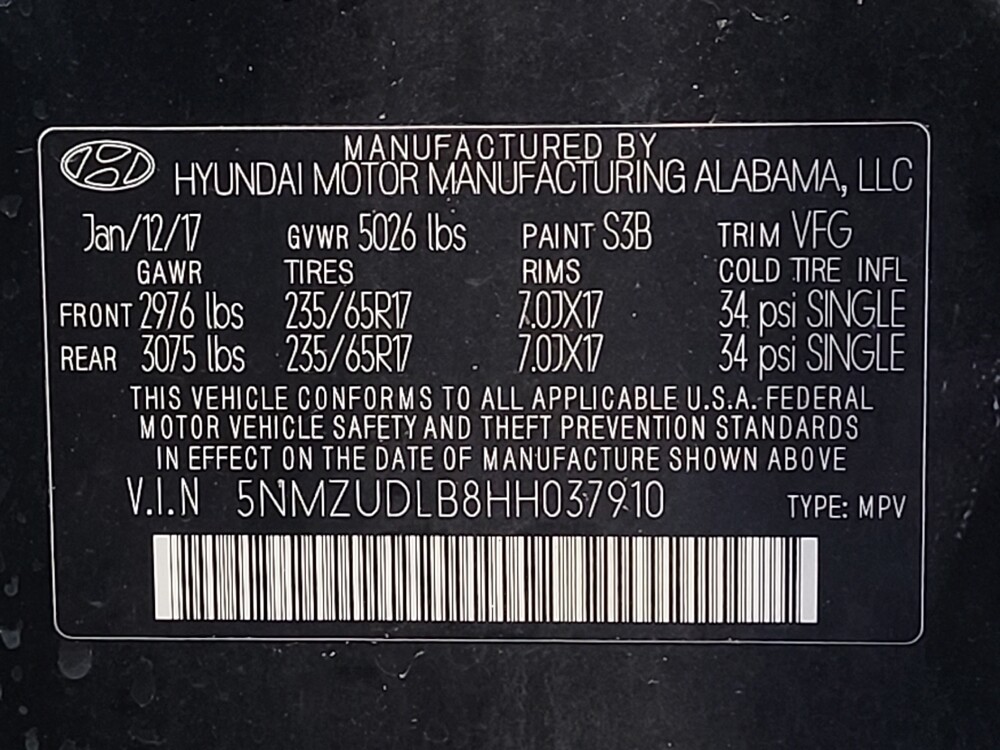 MANUFACTURED BY
HYUNDAI MOTOR MANUFACTURING ALABAMA, LLC
Jan/12/17 GVWR 5026 lbs PAINT S3B TRIM VFG
GAWR TIRES RIMS COLD TIRE INFL
FRONT 2976 lbs 235/65R17 7.0JX17 34 psi SINGLE
REAR 3075 lbs 235/65R17 7.0JX17 34 psi SINGLE
THIS VEHICLE CONFORMS TO ALL APPLICABLE U.S.A. FEDERAL
MOTOR VEHICLE SAFETY AND THEFT PREVENTION STANDARDS
IN EFFECT ON THE DATE OF MANUFACTURE SHOWN ABOVE
V.I.N 5NMZUDLB8HH037910 TYPE: MPV